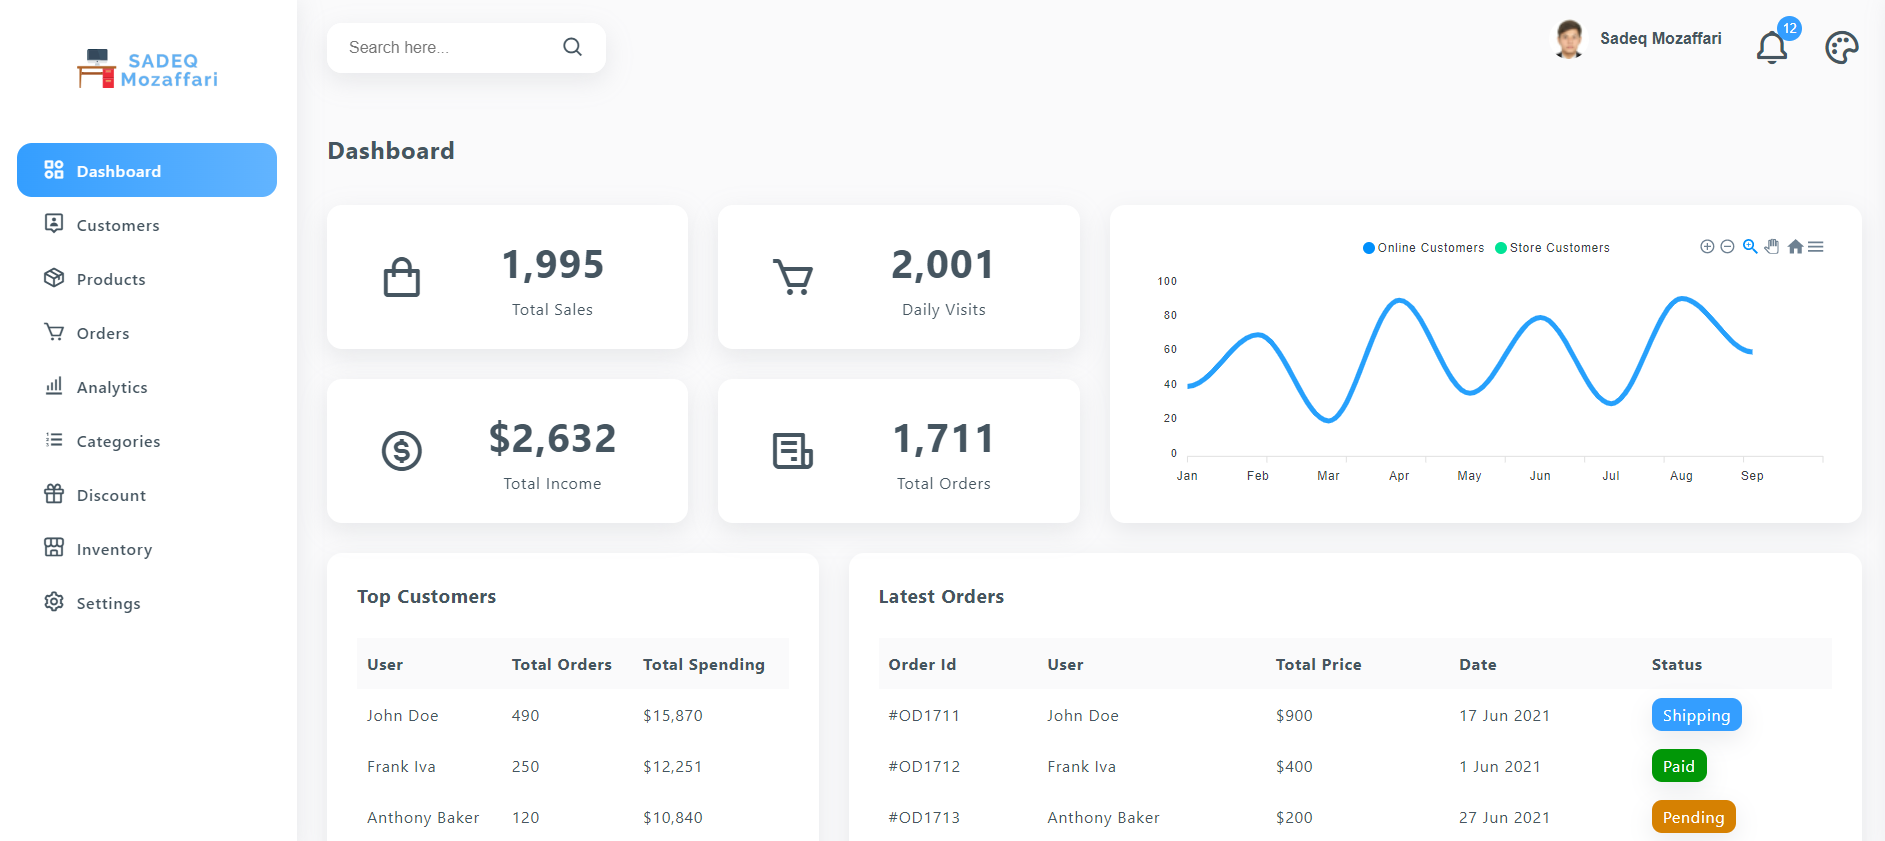 SADEQ
Mozaffari
Dashboard
Customers
Products
Orders
Analytics
Categories
Discount
Inventory
Settings
Search here...
Sadeq Mozaffari
12
Dashboard
1,995
Total Sales
2,001
Daily Visits
$2,632
Total Income
1,711
Total Orders
Online Customers Store Customers
100
80
60
40
20
0
Jan Feb Mar Apr May Jun Jul Aug Sep
Top Customers
User Total Orders Total Spending
John Doe 490 $15,870
Frank Iva 250 $12,251
Anthony Baker 120 $10,840
Latest Orders
Order Id User Total Price Date Status
#OD1711 John Doe $900 17 Jun 2021 Shipping
#OD1712 Frank Iva $400 1 Jun 2021 Paid
#OD1713 Anthony Baker $200 27 Jun 2021 Pending